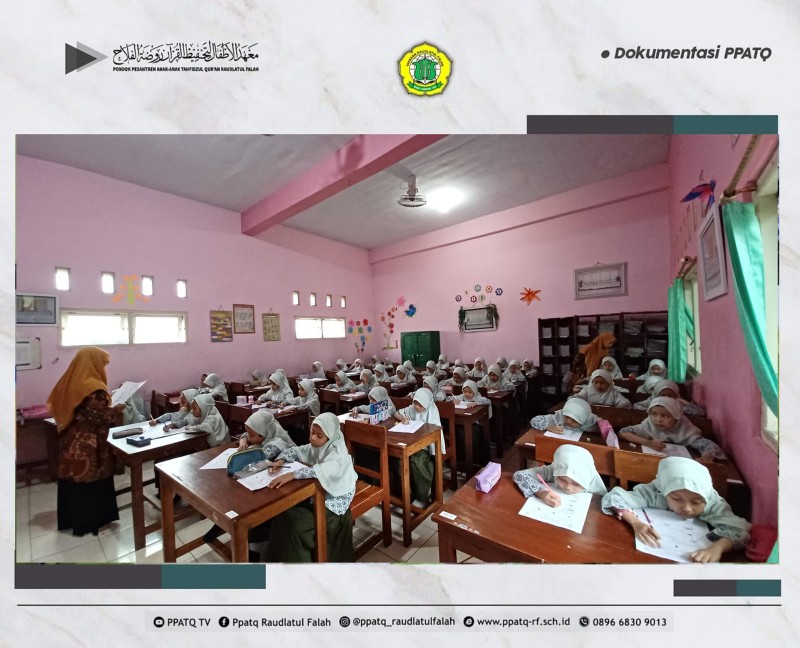 معهد الأطفال لتحفيظ القرآن روضة الفلاح
PONDOK PESANTREN ANAK-ANAK TAHFIDZUL QUR'AN RAUDLATUL FALAH
Dokumentasi PPATQ
PPATQ TV Ppatq Raudlatul Falah @ppatq_raudlatulfalah www.ppatq-rf.sch.id 0896 6830 9013